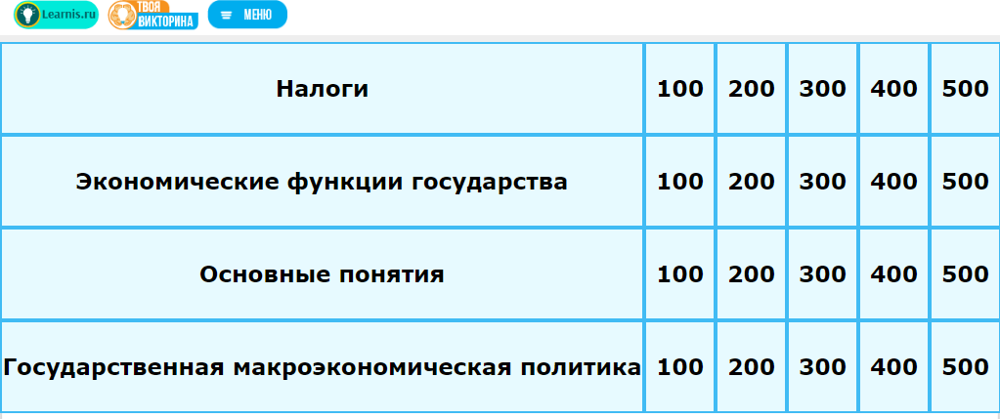 Learnis.ru
ТВОЯ
ВИКТОРИНА
МЕНЮ
Налоги 100 200 300 400 500
Экономические функции государства 100 200 300 400 500
Основные понятия 100 200 300 400 500
Государственная макроэкономическая политика 100 200 300 400 500